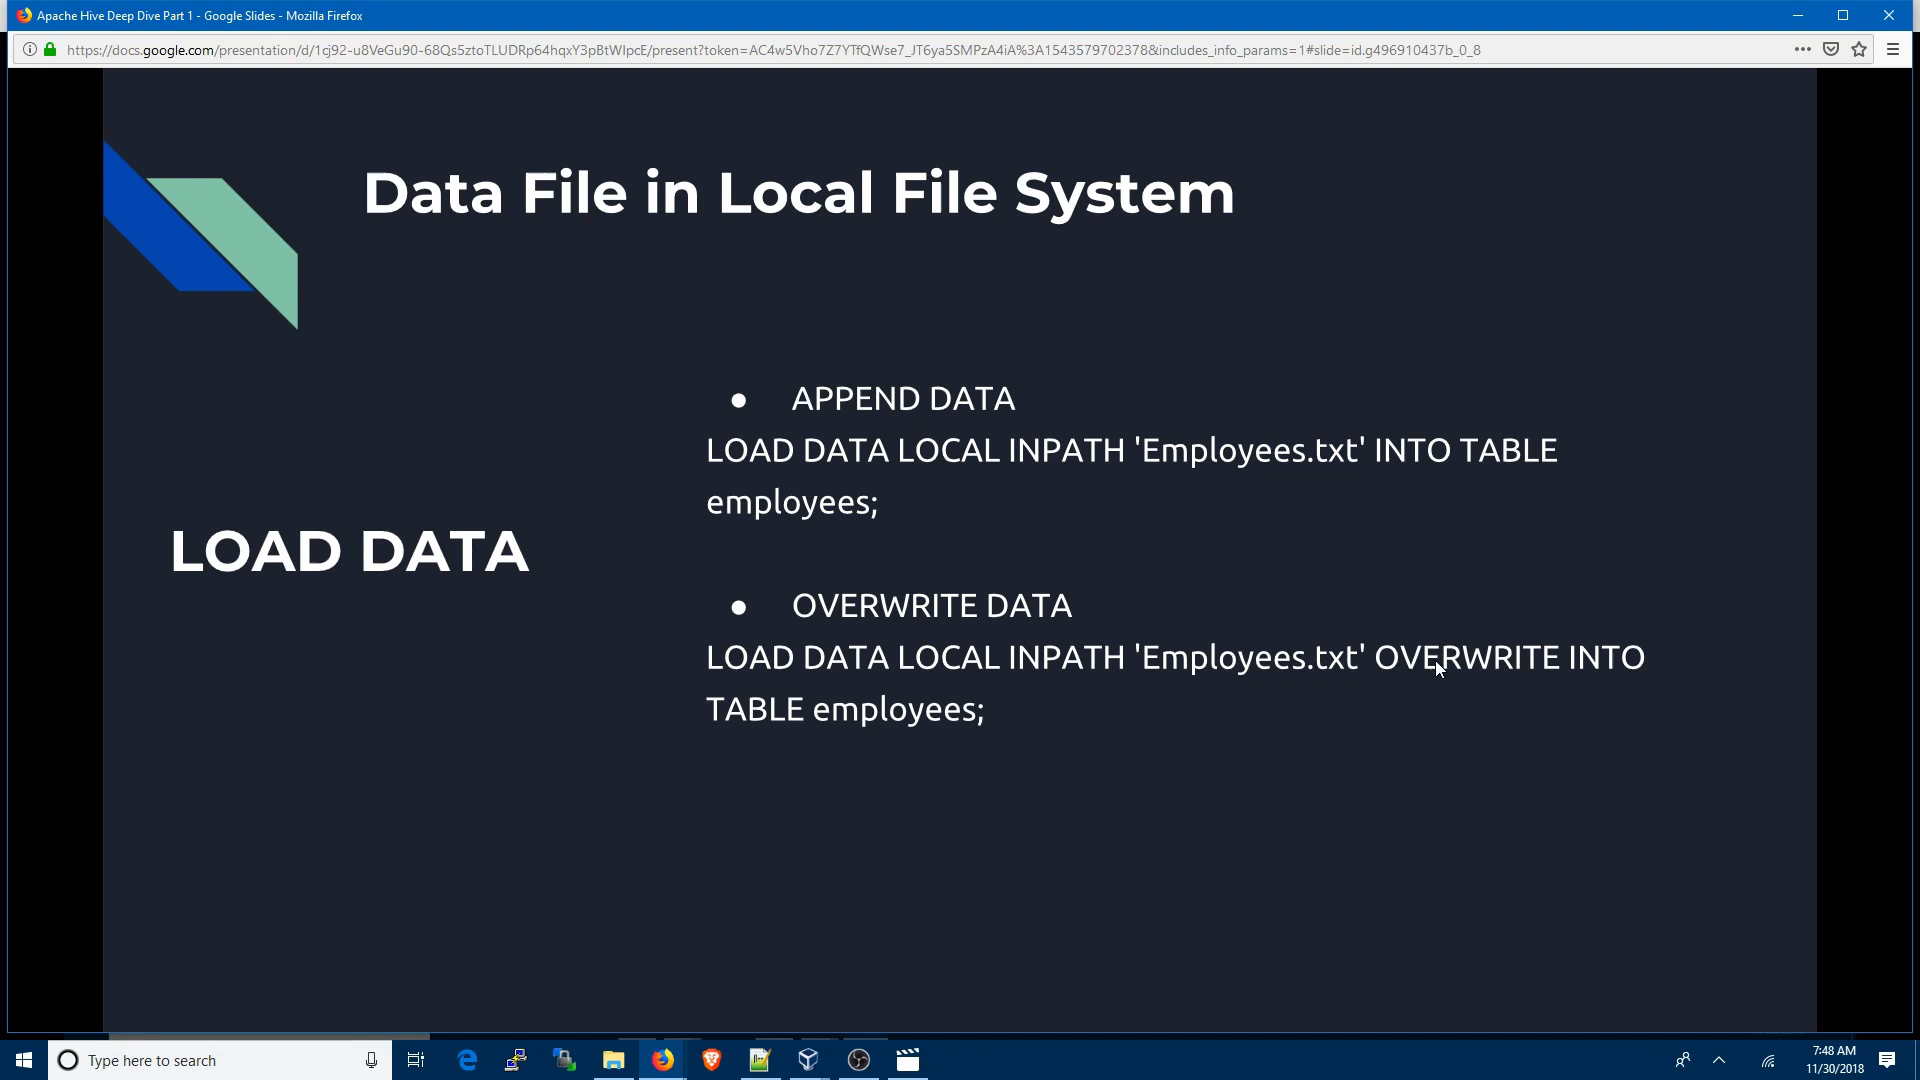 Apache Hive Deep Dive Part 1 - Google Slides - Mozilla Firefox
https://docs.google.com/presentation/d/1cj92-u8VeGu90-68Qs5ztoTLUDRp64hqxY3pBtWIpcE/present?token=AC4w5Vho7Z7YTfQWse7_JT6ya5SMPzA4iA%3A1543579702378&includes_info_params=1#slide=id.g496910437b_0_8
Data File in Local File System
LOAD DATA
● APPEND DATA
LOAD DATA LOCAL INPATH 'Employees.txt' INTO TABLE
employees;
● OVERWRITE DATA
LOAD DATA LOCAL INPATH 'Employees.txt' OVERWRITE INTO
TABLE employees;
Type here to search
7:48 AM
11/30/2018